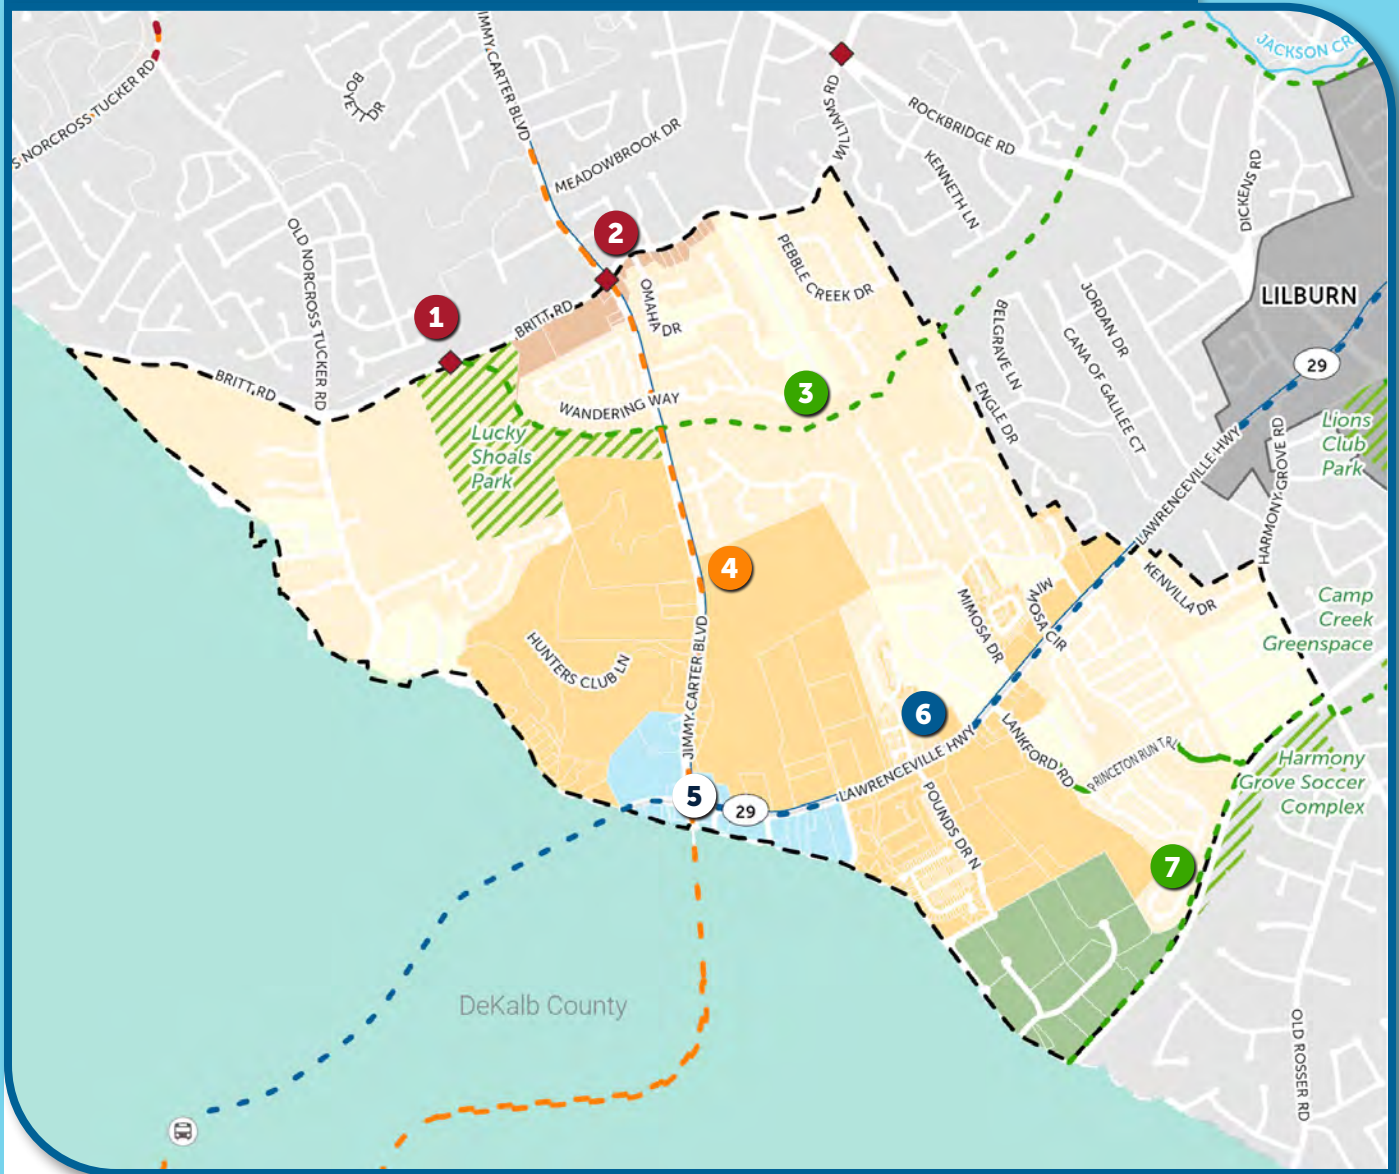 JACKSON CR
IMMY CARTER BLVD
S NORCROSS-TUCKER RD
BOYETT DR
WILLIAMS RD
ROCKBRIDGE RD
MEADOWBROOK DR
KENNETH LN
DICKENS RD
OLD NORCROSS TUCKER RD
2
PEBBLE CREEK DR
OMAHA DR
LILBURN
1
BRITT RD
BELGRAVE LN
JORDAN DR
CANA OF GALILEE CT
29
BRITT RD
3
WANDERING WAY
ENGLE DR
Lucky
Shoals
Park
Lions
Club
Park
LAWRENCEVILLE HWY
HARMONY GROVE RD
4
KENVILLA DR
MIMOSA DR
MIMOSA CIR
Camp
Creek
Greenspace
HUNTERS CLUB LN
JIMMY CARTER BLVD
6
LANKFORD RD
PRINCETON RUN TRL
LAWRENCEVILLE HWY
Harmony
Grove Soccer
Complex
5
29
POUNDS DR N
7
DeKalb County
OLD ROSSER RD